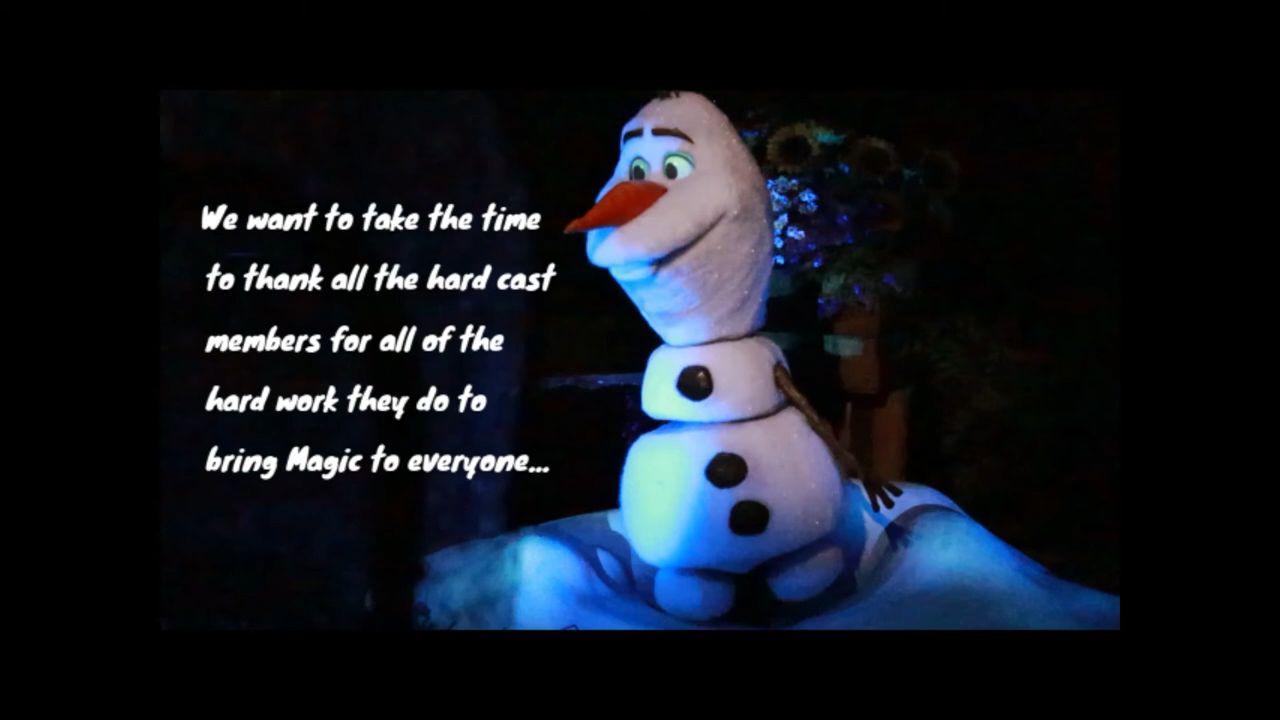 We want to take the time
to thank all the hard cast
members for all of the
hard work they do to
bring Magic to everyone...